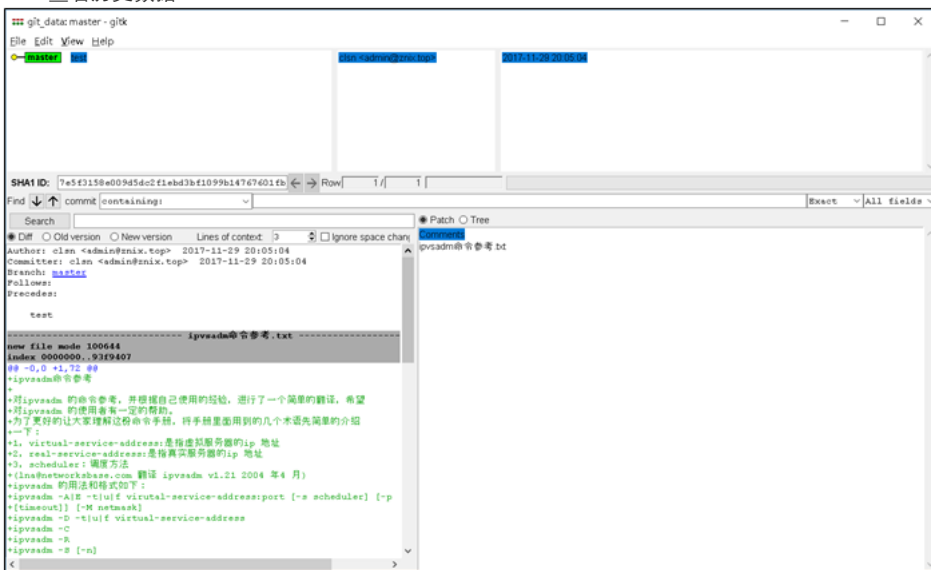 git_data: master - gitk
File Edit View Help
master test
clsn <admin@znix.top>
2017-11-29 20:05:04
SHA1 ID: 7e5f3158e009d5dc2f1ebd3bf1099b14767601fb
Row 1 / 1
Find commit containing:
Exact All fields
Search
Patch Tree
Diff Old version New version Lines of context: 3 Ignore space chang
Comments
ipvsadm命令参考.txt
Author: clsn <admin@znix.top> 2017-11-29 20:05:04
Committer: clsn <admin@znix.top> 2017-11-29 20:05:04
Branch: master
Follows:
Precedes:
test
------------------------------ ipvsadm命令参考.txt ------------------------------
new file mode 100644
index 0000000..93f9407
@@ -0,0 +1,72 @@
+ipvsadm命令参考
+
+对ipvsadm 的命令参考，并根据自己使用的经验，进行了一个简单的翻译，希望
+对ipvsadm 的使用者有一定的帮助。
+为了更好的让大家理解这份命令手册，将手册里面用到的几个术语先简单的介绍
+一下：
+1，virtual-service-address:是指虚拟服务器的ip 地址
+2，real-service-address:是指真实服务器的ip 地址
+3，scheduler：调度方法
+(lna@networksbase.com 翻译 ipvsadm v1.21 2004 年4 月)
+ipvsadm 的用法和格式如下：
+ipvsadm -A|E -t|u|f virutal-service-address:port [-s scheduler] [-p
+[timeout]] [-M netmask]
+ipvsadm -D -t|u|f virtual-service-address
+ipvsadm -C
+ipvsadm -R
+ipvsadm -S [-n]